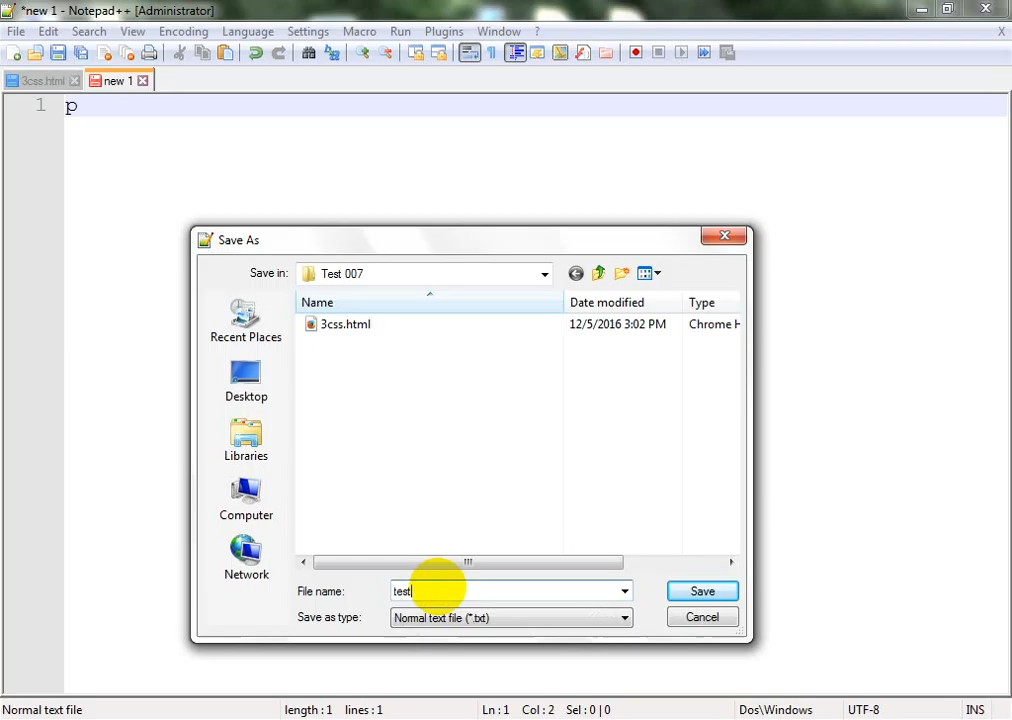 *new 1 - Notepad++ [Administrator]
File Edit Search View Encoding Language Settings Macro Run Plugins Window ? X
3css.html new 1
1 p
Save As
Save in: Test 007
Name Date modified Type
3css.html 12/5/2016 3:02 PM Chrome H
Recent Places
Desktop
Libraries
Computer
Network
File name: test Save
Save as type: Normal text file (*.txt) Cancel
Normal text file length : 1 lines : 1 Ln : 1 Col : 2 Sel : 0 | 0 Dos\Windows UTF-8 INS